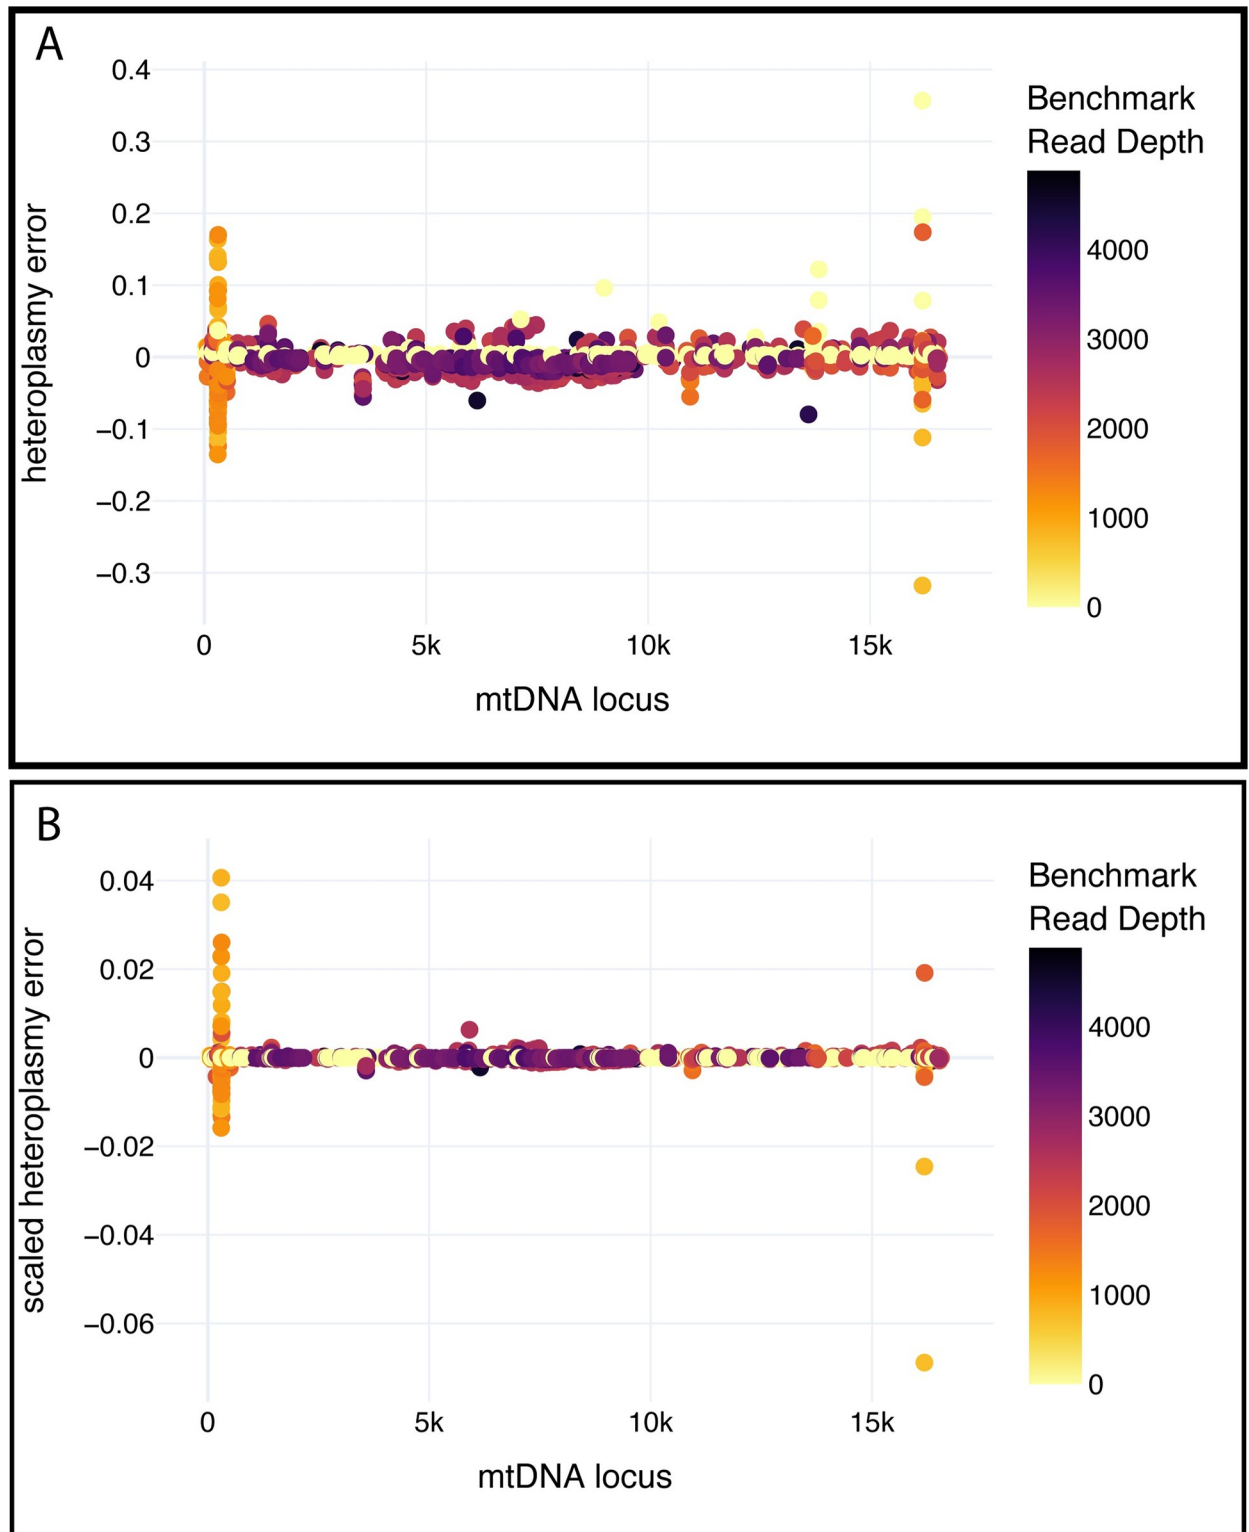 A
heteroplasmy error
0.4
0.3
0.2
0.1
0
−0.1
−0.2
−0.3
0 5k 10k 15k
mtDNA locus
Benchmark
Read Depth
4000
3000
2000
1000
0
B
scaled heteroplasmy error
0.04
0.02
0
−0.02
−0.04
−0.06
0 5k 10k 15k
mtDNA locus
Benchmark
Read Depth
4000
3000
2000
1000
0